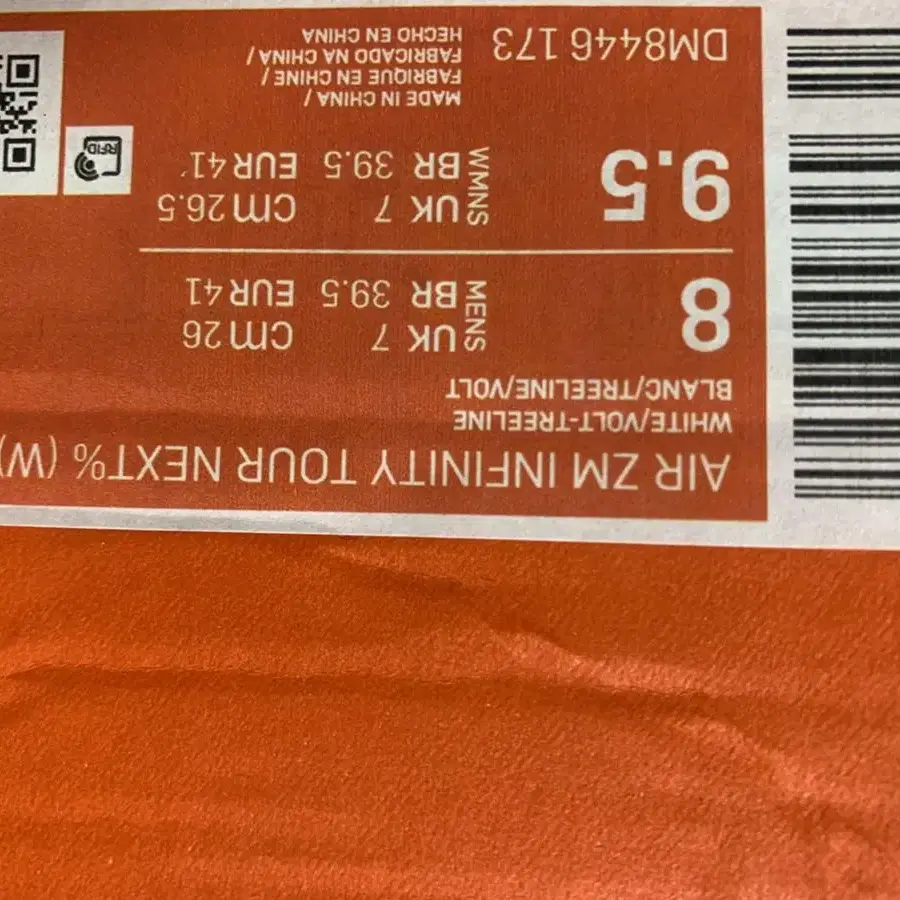 AIR ZM INFINITY TOUR NEXT% (W)
WHITE/VOLT-TREELINE
BLANC/TREELINE/VOLT
8 MENS UK 7 CM 26
BR 39.5 EUR 41
9.5 WMNS UK 7 CM 26.5
BR 39.5 EUR 41
RFID
MADE IN CHINA /
FABRIQUE EN CHINE /
FABRICADO NA CHINA /
HECHO EN CHINA
DM8446 173